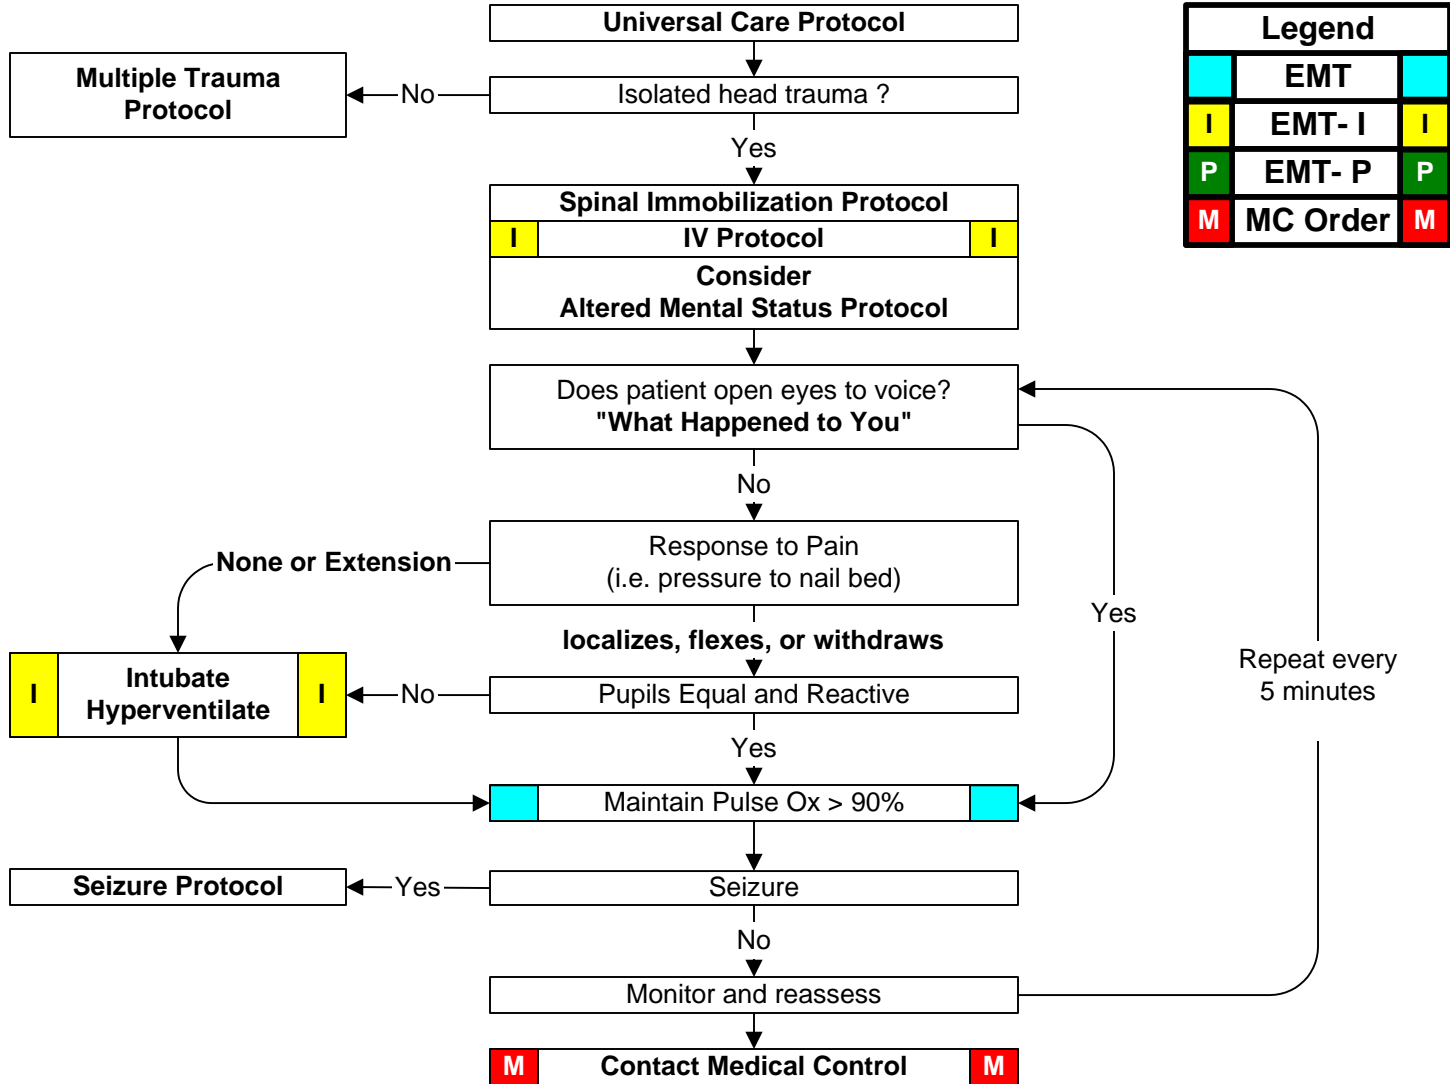 Universal Care Protocol
Legend
EMT
I EMT- I I
P EMT- P P
M MC Order M
Multiple Trauma
Protocol
No
Isolated head trauma ?
Yes
Spinal Immobilization Protocol
I IV Protocol I
Consider
Altered Mental Status Protocol
Does patient open eyes to voice?
"What Happened to You"
No
Response to Pain
(i.e. pressure to nail bed)
None or Extension
Yes
localizes, flexes, or withdraws
Repeat every
5 minutes
I Intubate I
Hyperventilate
No
Pupils Equal and Reactive
Yes
Maintain Pulse Ox > 90%
Seizure Protocol
Yes
Seizure
No
Monitor and reassess
M Contact Medical Control M